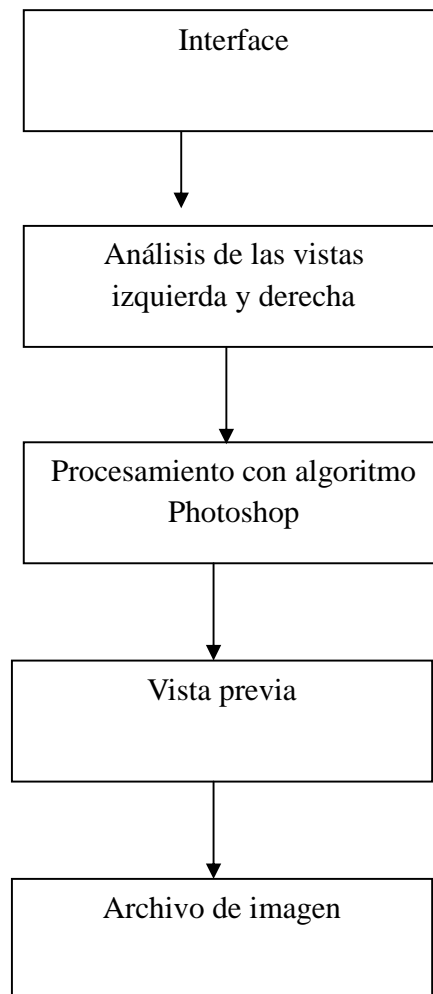 Interface
Análisis de las vistas
izquierda y derecha
Procesamiento con algoritmo
Photoshop
Vista previa
Archivo de imagen